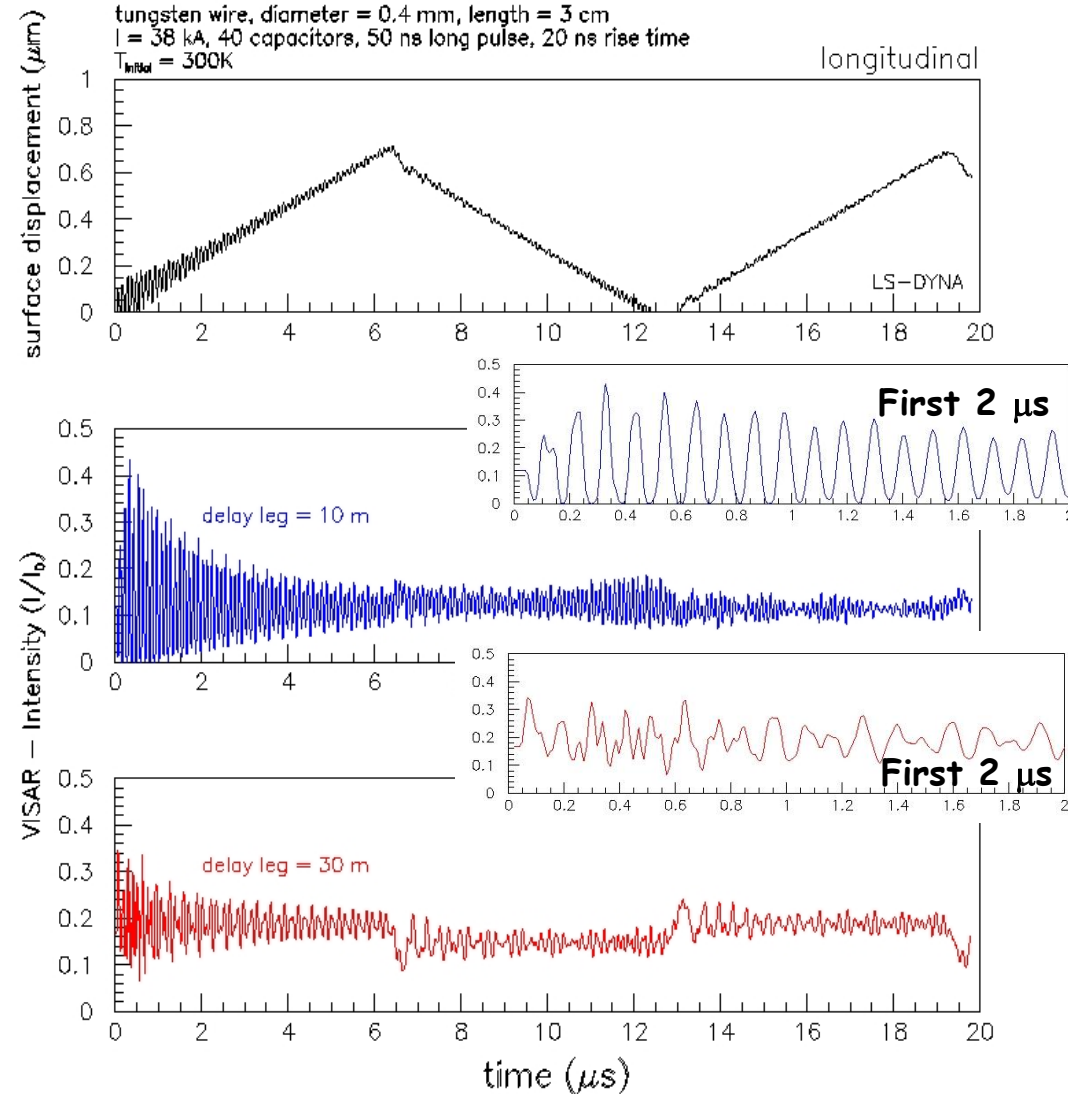 tungsten wire, diameter = 0.4 mm, length = 3 cm
I = 38 kA, 40 capacitors, 50 ns long pulse, 20 ns rise time
T_initial = 300K
longitudinal
surface displacement (μm)
1
0.8
0.6
0.4
0.2
0
LS-DYNA
0 2 4 6 8 10 12 14 16 18 20
VISAR – Intensity (I/I₀)
0.5
0.4
0.3
0.2
0.1
0
delay leg = 10 m
0 2 4 6 8
0.5
0.4
0.3
0.2
0.1
0
First 2 μs
0 0.2 0.4 0.6 0.8 1 1.2 1.4 1.6 1.8 2
0.5
0.4
0.3
0.2
0.1
0
First 2 μs
0 0.2 0.4 0.6 0.8 1 1.2 1.4 1.6 1.8 2
0.5
0.4
0.3
0.2
0.1
0
delay leg = 30 m
0 2 4 6 8 10 12 14 16 18 20
time (μs)